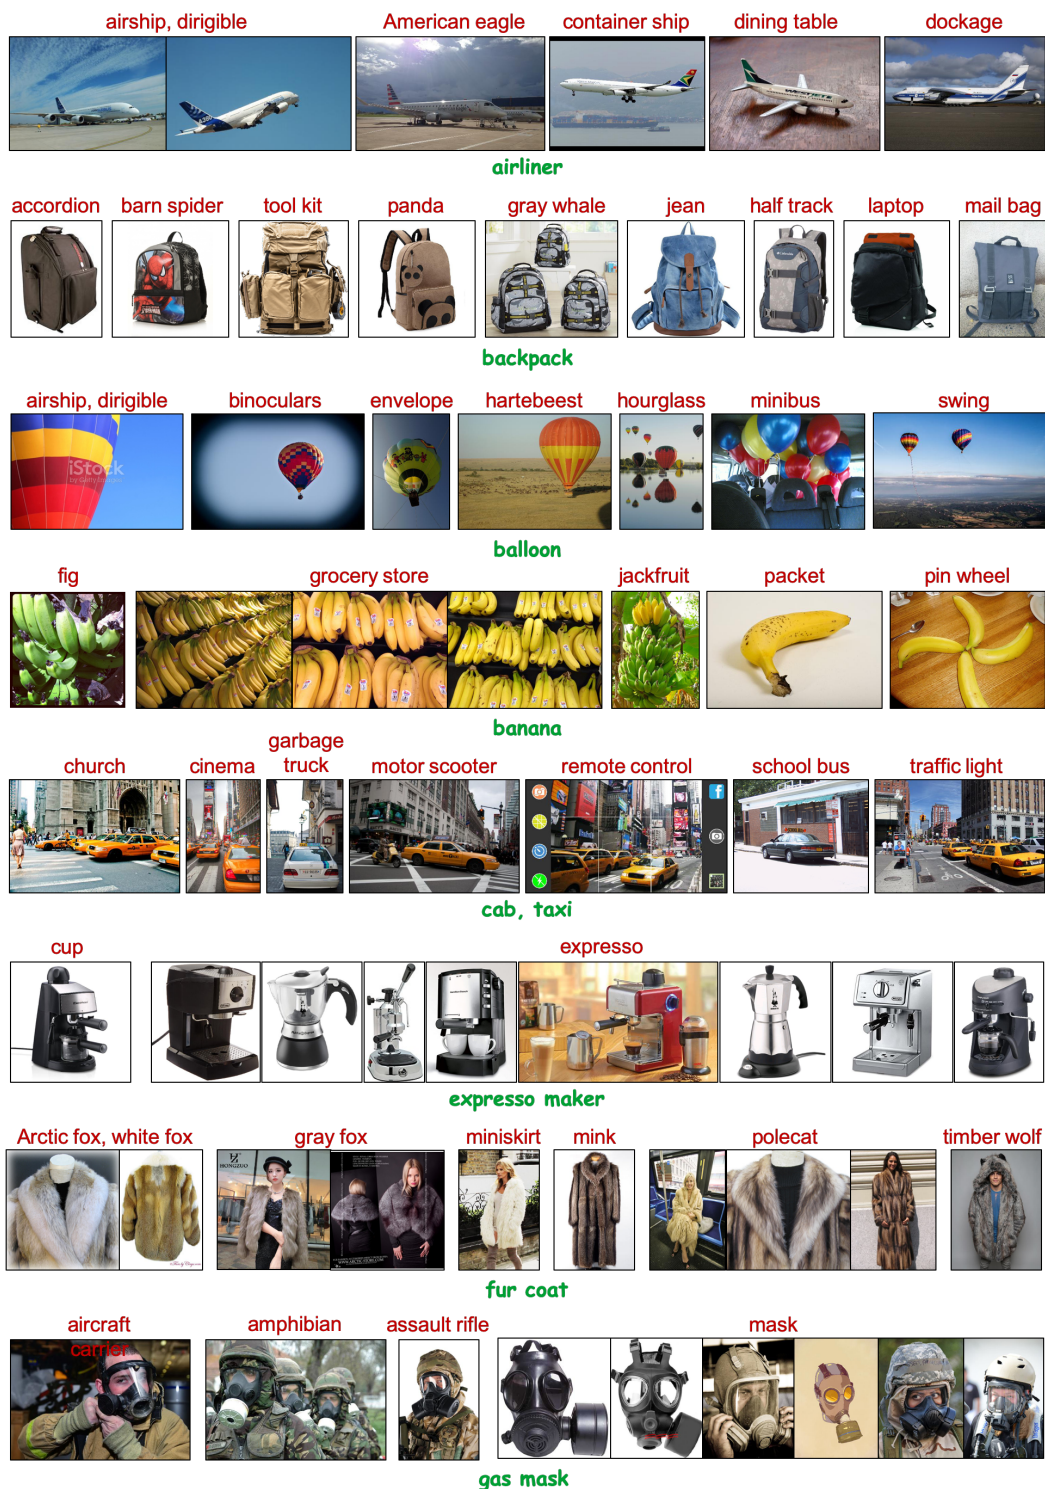 airship, dirigible
American eagle
container ship
dining table
dockage
airliner
accordion
barn spider
tool kit
panda
gray whale
jean
half track
laptop
mail bag
backpack
airship, dirigible
binoculars
envelope
hartebeest
hourglass
minibus
swing
iStock
by Getty Images
balloon
fig
grocery store
jackfruit
packet
pin wheel
banana
church
cinema
garbage
truck
motor scooter
remote control
school bus
traffic light
cab, taxi
cup
expresso
expresso maker
Arctic fox, white fox
gray fox
miniskirt
mink
polecat
timber wolf
HONGZUO
fur coat
aircraft
carrier
amphibian
assault rifle
mask
gas mask